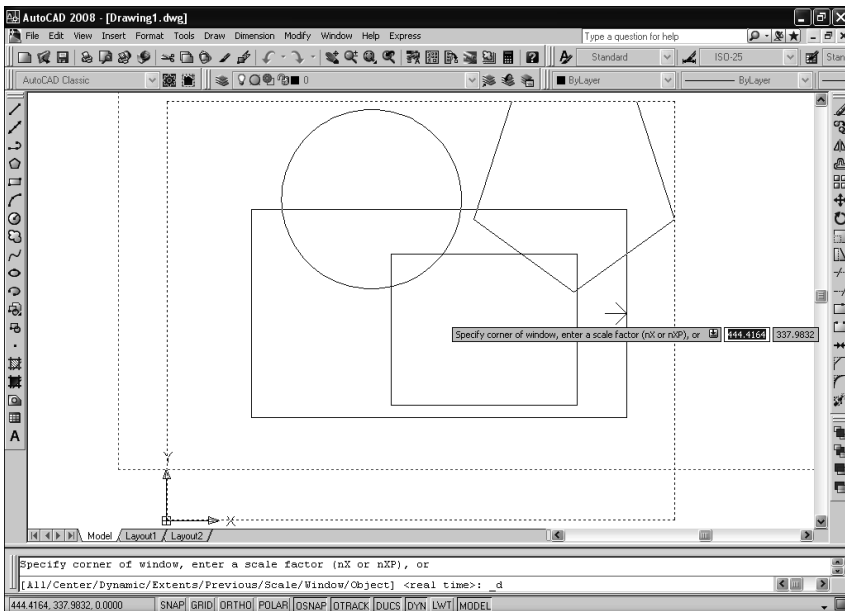 AutoCAD 2008 - [Drawing1.dwg]
File Edit View Insert Format Tools Draw Dimension Modify Window Help Express
Type a question for help
Standard
ISO-25
Stan
AutoCAD Classic
0
ByLayer
ByLayer
Specify corner of window, enter a scale factor (nX or nXP), or 444.4164 337.9832
Y
X
Model Layout1 Layout2
Specify corner of window, enter a scale factor (nX or nXP), or
[All/Center/Dynamic/Extents/Previous/Scale/Window/Object] <real time>: _d
444.4164, 337.9832, 0.0000 SNAP GRID ORTHO POLAR OSNAP OTRACK DUCS DYN LWT MODEL
A